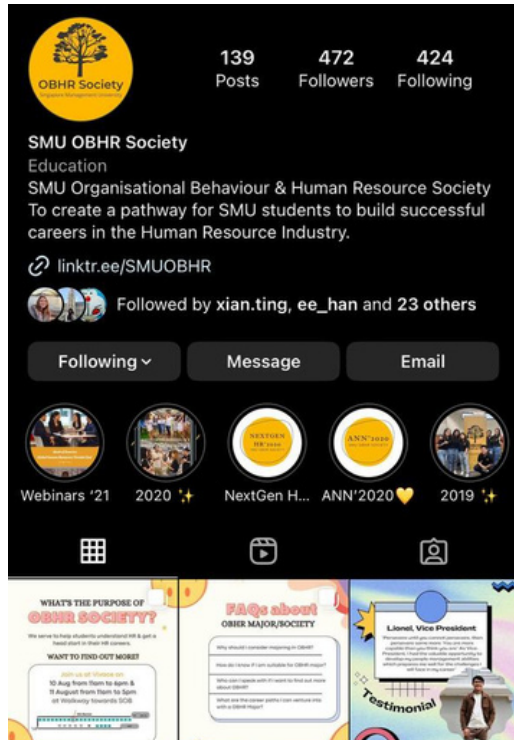 OBHR Society
Singapore Management University
139
Posts
472
Followers
424
Following
SMU OBHR Society
Education
SMU Organisational Behaviour & Human Resource Society
To create a pathway for SMU students to build successful
careers in the Human Resource Industry.
linktr.ee/SMUOBHR
Followed by xian.ting, ee_han and 23 others
Following
Message
Email
NEXTGEN
HR'2020
ANN'2020
Webinars '21
2020 ✨
NextGen H...
ANN'2020💛
2019 ✨
WHAT'S THE PURPOSE OF
OBHR SOCIETY?
We serve to help students understand HR & get a
head start in their HR careers.
WANT TO FIND OUT MORE?
Join us at Vivace on
10 Aug from 11am to 6pm &
11 August from 11am to 5pm
at Walkway towards SOB
FAQs about
OBHR MAJOR/SOCIETY
Why should I consider majoring in OBHR?
How do I know if I am suitable for OBHR major?
Who can I speak with if I want to find out more
about OBHR?
What are the career paths I can venture into
with a OBHR Major?
Lionel, Vice President
Testimonial